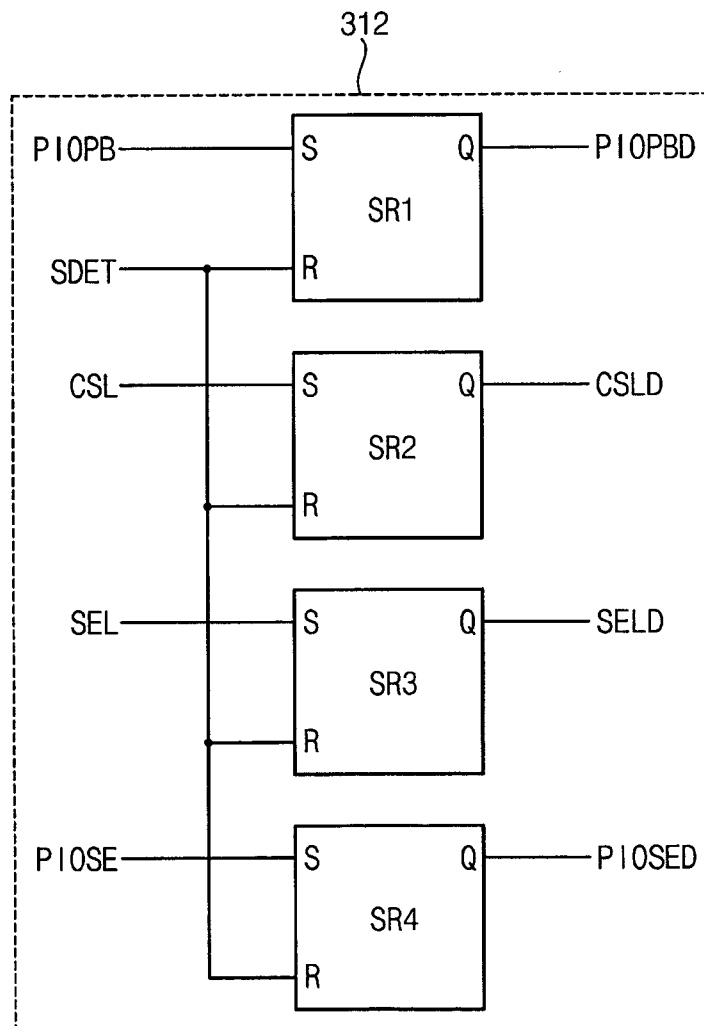 312
PIOPB S Q PIOPBD
SR1
SDET R
CSL S Q CSLD
SR2
R
SEL S Q SELD
SR3
R
PIOSE S Q PIOSED
SR4
R